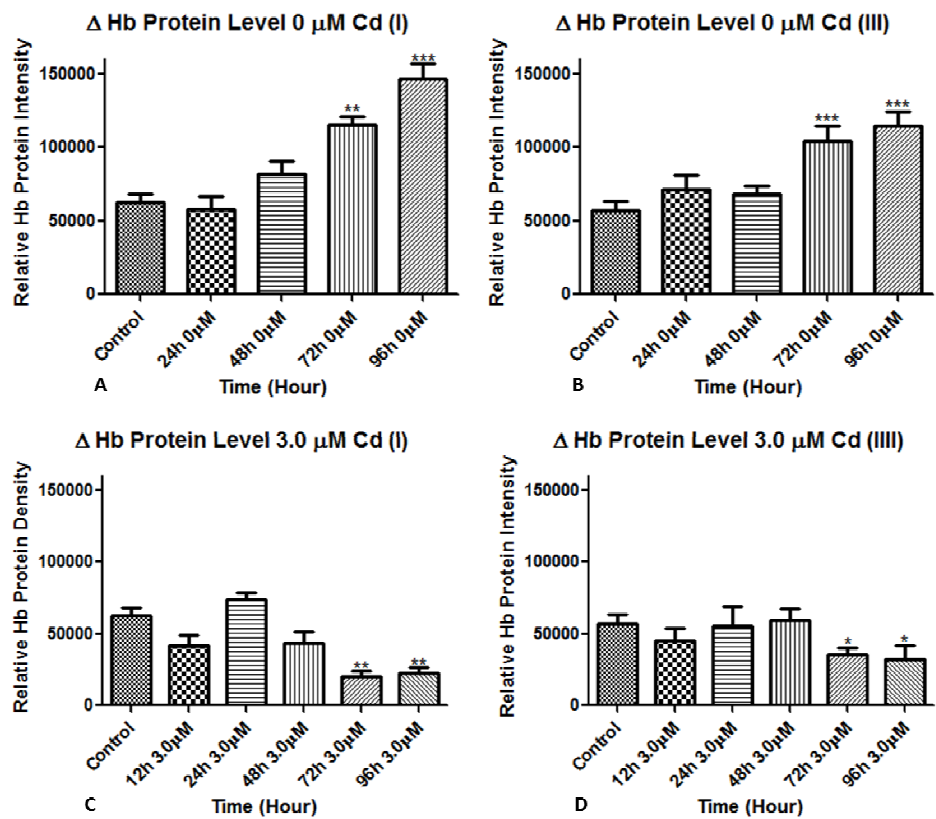 Δ Hb Protein Level 0 µM Cd (I)
Relative Hb Protein Intensity
150000
100000
50000
0
**
***
Control
24h 0µM
48h 0µM
72h 0µM
96h 0µM
A
Time (Hour)
Δ Hb Protein Level 0 µM Cd (III)
Relative Hb Protein Intensity
150000
100000
50000
0
***
***
Control
24h 0µM
48h 0µM
72h 0µM
96h 0µM
B
Time (Hour)
Δ Hb Protein Level 3.0 µM Cd (I)
Relative Hb Protein Density
150000
100000
50000
0
**
**
Control
12h 3.0µM
24h 3.0µM
48h 3.0µM
72h 3.0µM
96h 3.0µM
C
Time (Hour)
Δ Hb Protein Level 3.0 µM Cd (IIII)
Relative Hb Protein Intensity
150000
100000
50000
0
*
*
Control
12h 3.0µM
24h 3.0µM
48h 3.0µM
72h 3.0µM
96h 3.0µM
D
Time (Hour)